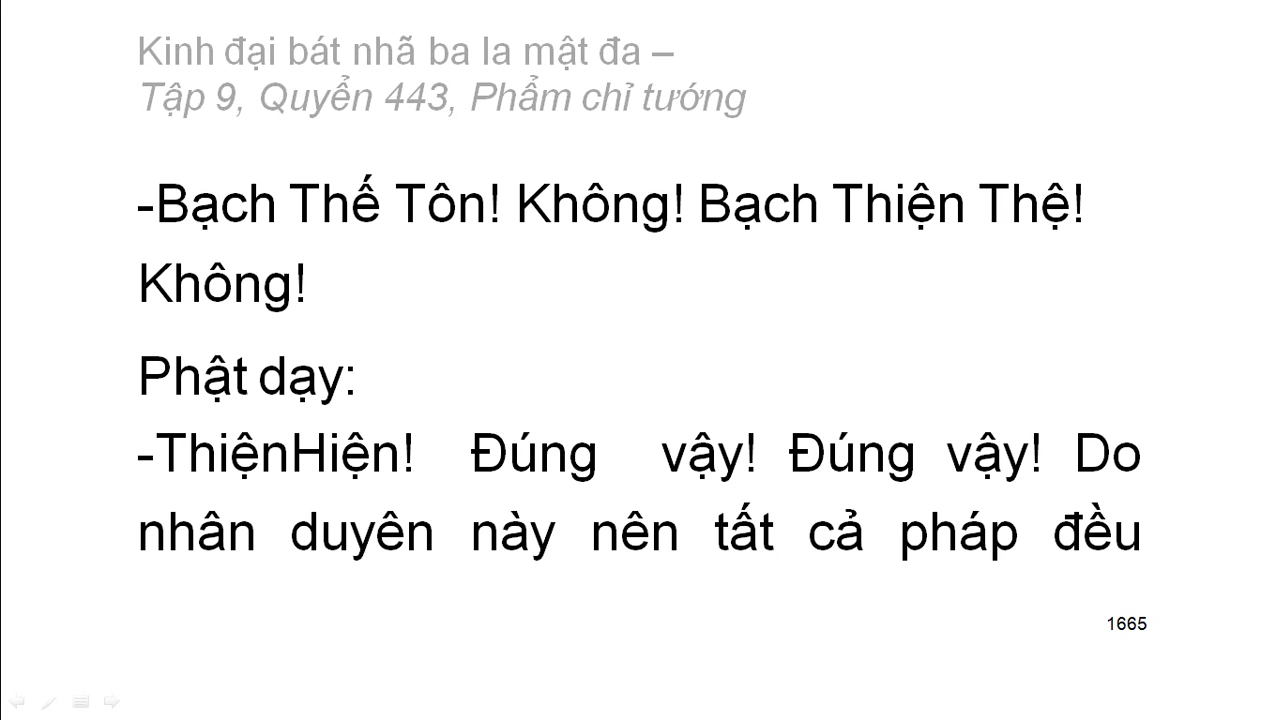 Kinh đại bát nhã ba la mật đa –
Tập 9, Quyển 443, Phẩm chỉ tướng
-Bạch Thế Tôn! Không! Bạch Thiện Thệ!
Không!
Phật dạy:
-ThiệnHiện! Đúng vậy! Đúng vậy! Do
nhân duyên này nên tất cả pháp đều
1665